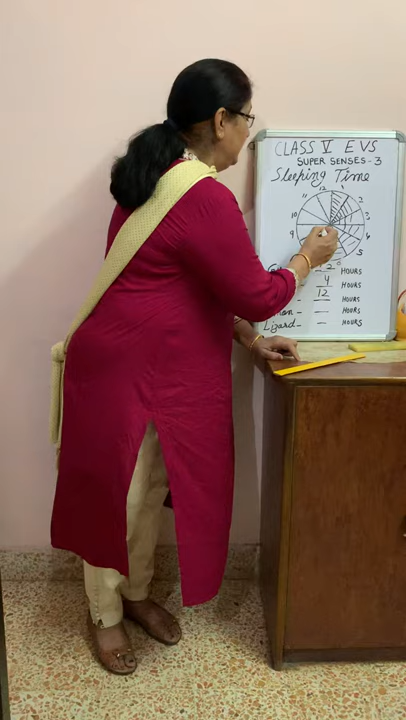 CLASS V EVS
SUPER SENSES - 3
Sleeping Time
12 1
11 2
10 3
9
5
6
2 HOURS
4 HOURS
12 HOURS
— HOURS
Lizard - — HOURS